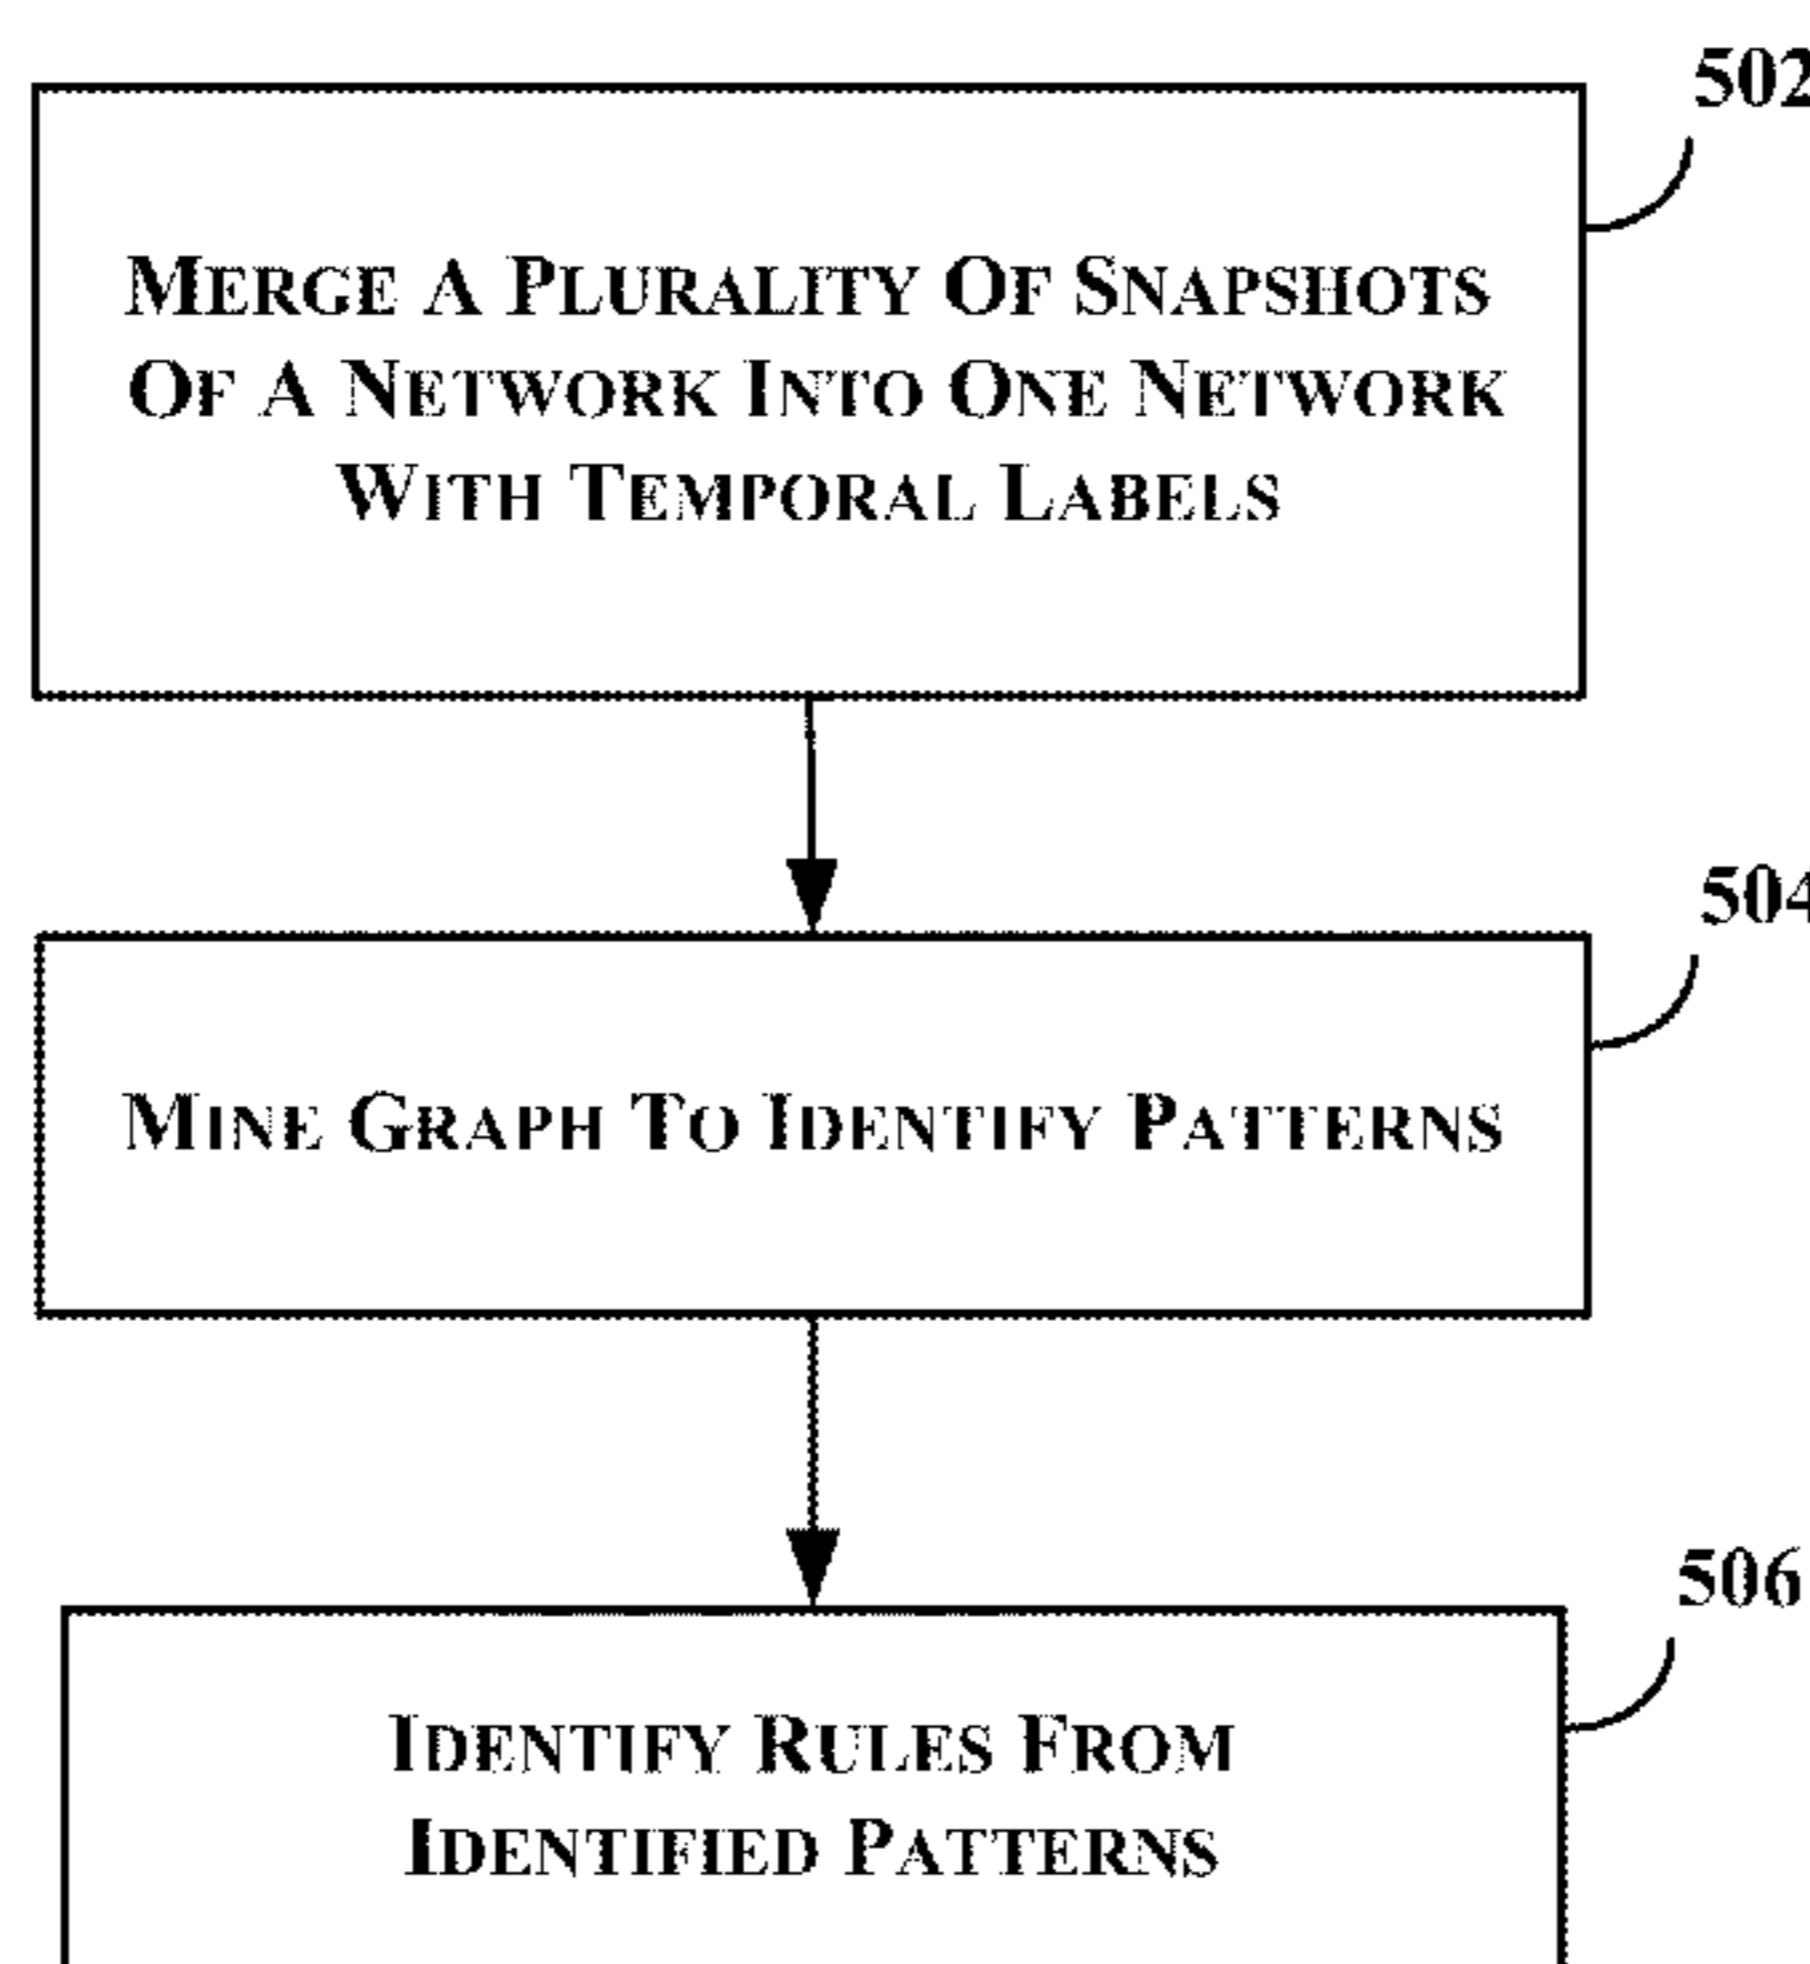 502
MERGE A PLURALITY OF SNAPSHOTS
OF A NETWORK INTO ONE NETWORK
WITH TEMPORAL LABELS
504
MINE GRAPH TO IDENTIFY PATTERNS
506
IDENTIFY RULES FROM
IDENTIFIED PATTERNS